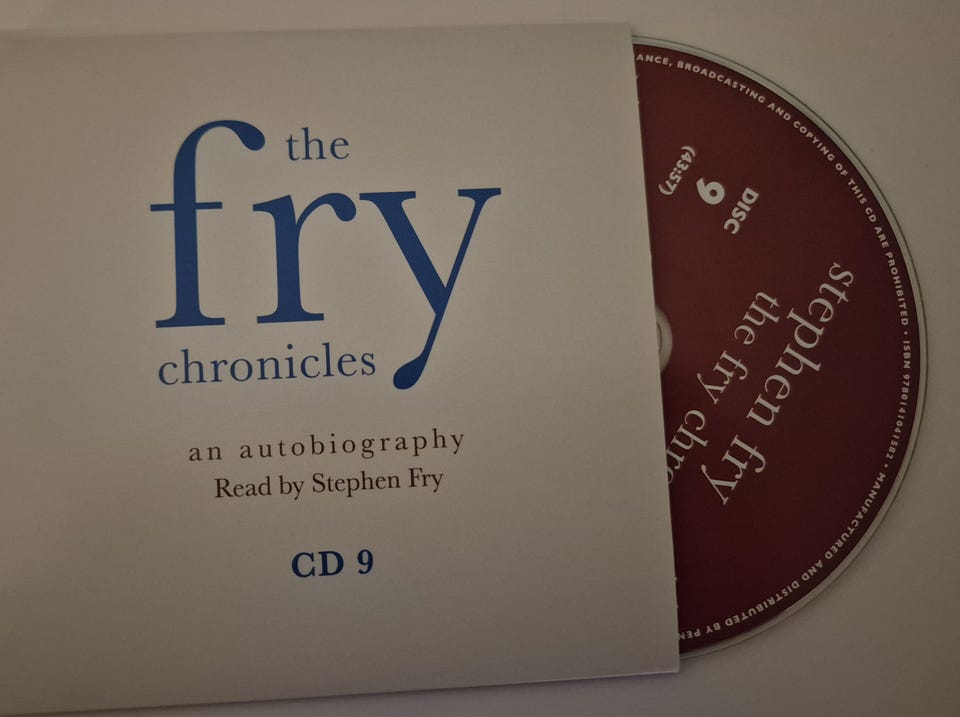 the
fry
chronicles
an autobiography
Read by Stephen Fry
CD 9
DISC
9
(43:57)
stephen fry
the fry chr
ANCE, BROADCASTING AND COPYING OF THIS CD ARE PROHIBITED • ISBN 9780141041582 • MANUFACTURED AND DISTRIBUTED BY PEN